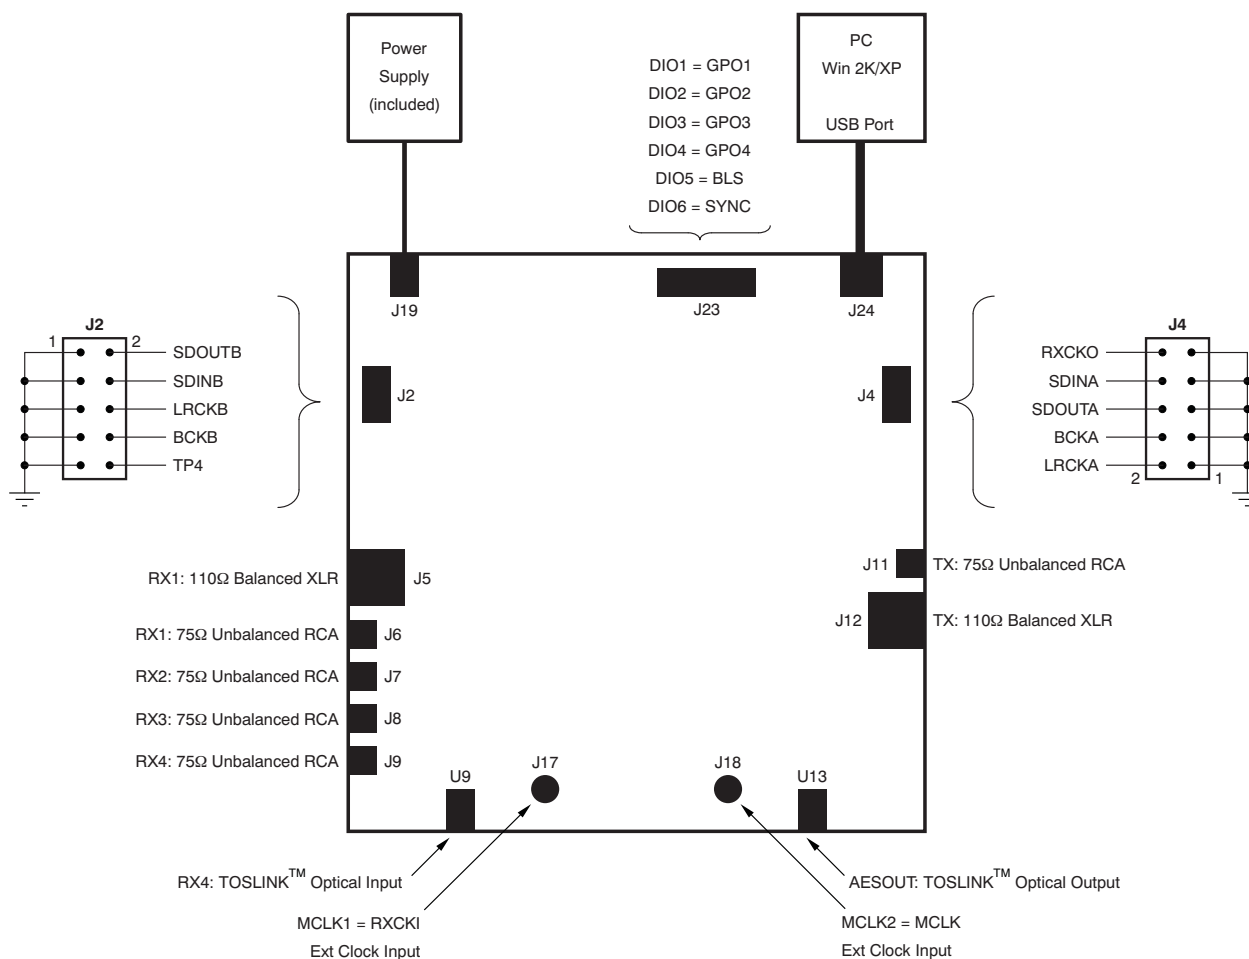 Power
Supply
(included)
PC
Win 2K/XP
USB Port
DIO1 = GPO1
DIO2 = GPO2
DIO3 = GPO3
DIO4 = GPO4
DIO5 = BLS
DIO6 = SYNC
J19
J23
J24
J2
1
2
SDOUTB
SDINB
LRCKB
BCKB
TP4
J2
J4
J4
RXCKO
SDINA
SDOUTA
BCKA
LRCKA
2
1
RX1: 110Ω Balanced XLR
J5
RX1: 75Ω Unbalanced RCA
J6
RX2: 75Ω Unbalanced RCA
J7
RX3: 75Ω Unbalanced RCA
J8
RX4: 75Ω Unbalanced RCA
J9
J11
TX: 75Ω Unbalanced RCA
J12
TX: 110Ω Balanced XLR
U9
J17
J18
U13
RX4: TOSLINK™ Optical Input
MCLK1 = RXCKI
Ext Clock Input
AESOUT: TOSLINK™ Optical Output
MCLK2 = MCLK
Ext Clock Input